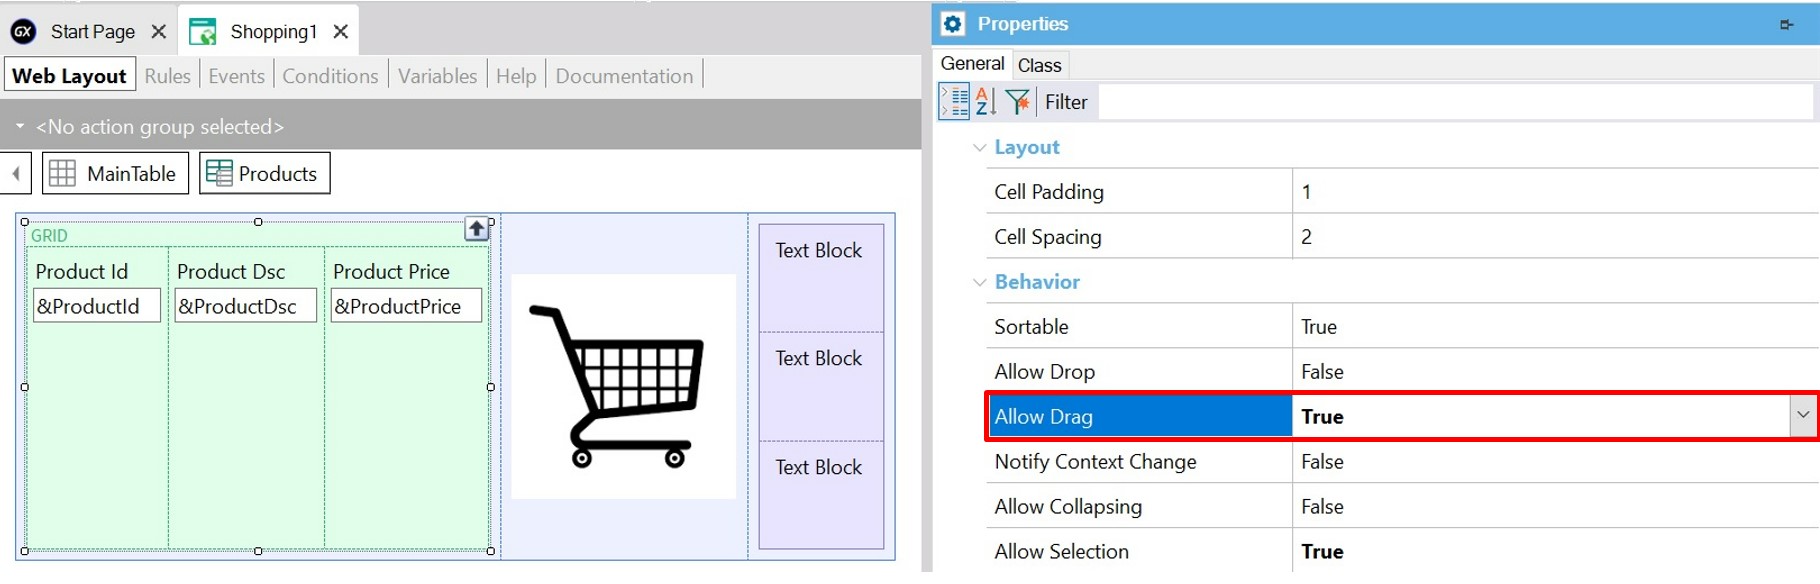 GX Start Page Shopping1
Web Layout Rules Events Conditions Variables Help Documentation
<No action group selected>
MainTable Products
GRID
Product Id Product Dsc Product Price
&ProductId &ProductDsc &ProductPrice
Text Block
Text Block
Text Block
Properties
General Class
AZ Filter
Layout
Cell Padding 1
Cell Spacing 2
Behavior
Sortable True
Allow Drop False
Allow Drag True
Notify Context Change False
Allow Collapsing False
Allow Selection True